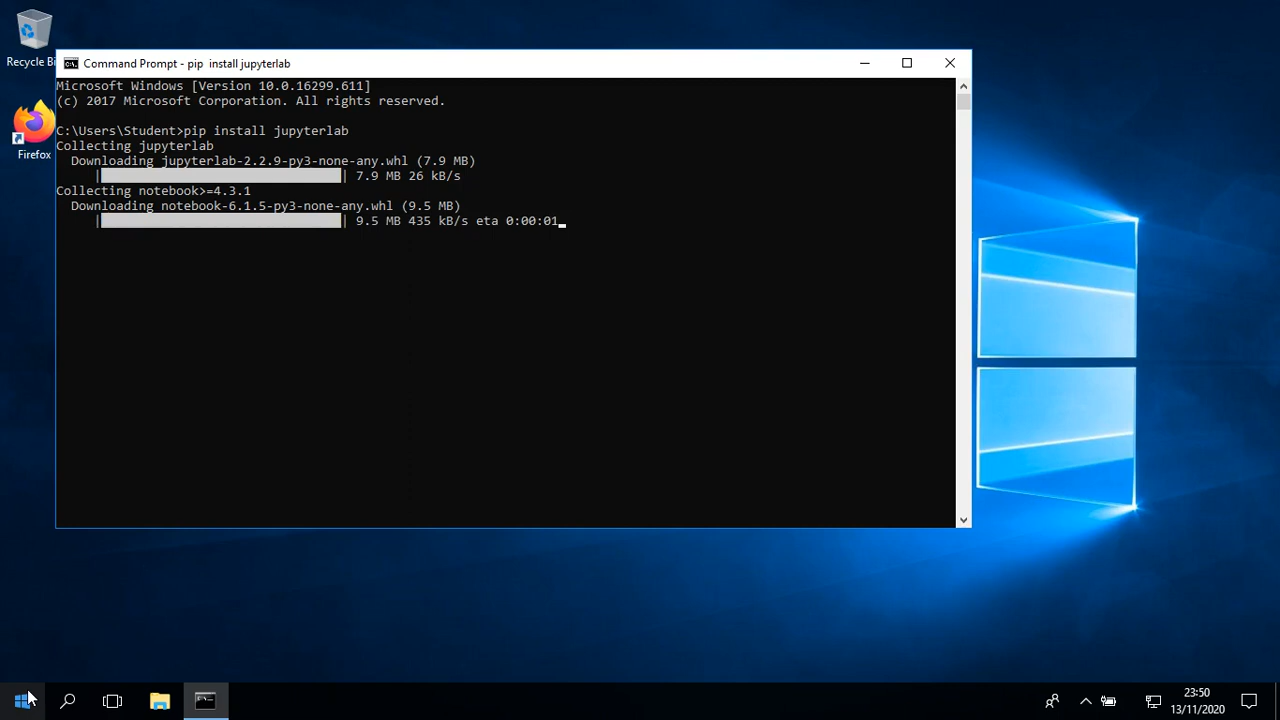 Recycle Bi
Firefox
Command Prompt - pip  install jupyterlab
Microsoft Windows [Version 10.0.16299.611]
(c) 2017 Microsoft Corporation. All rights reserved.
C:\Users\Student>pip install jupyterlab
Collecting jupyterlab
  Downloading jupyterlab-2.2.9-py3-none-any.whl (7.9 MB)
     |                                | 7.9 MB 26 kB/s
Collecting notebook>=4.3.1
  Downloading notebook-6.1.5-py3-none-any.whl (9.5 MB)
     |                                | 9.5 MB 435 kB/s eta 0:00:01
23:50
13/11/2020